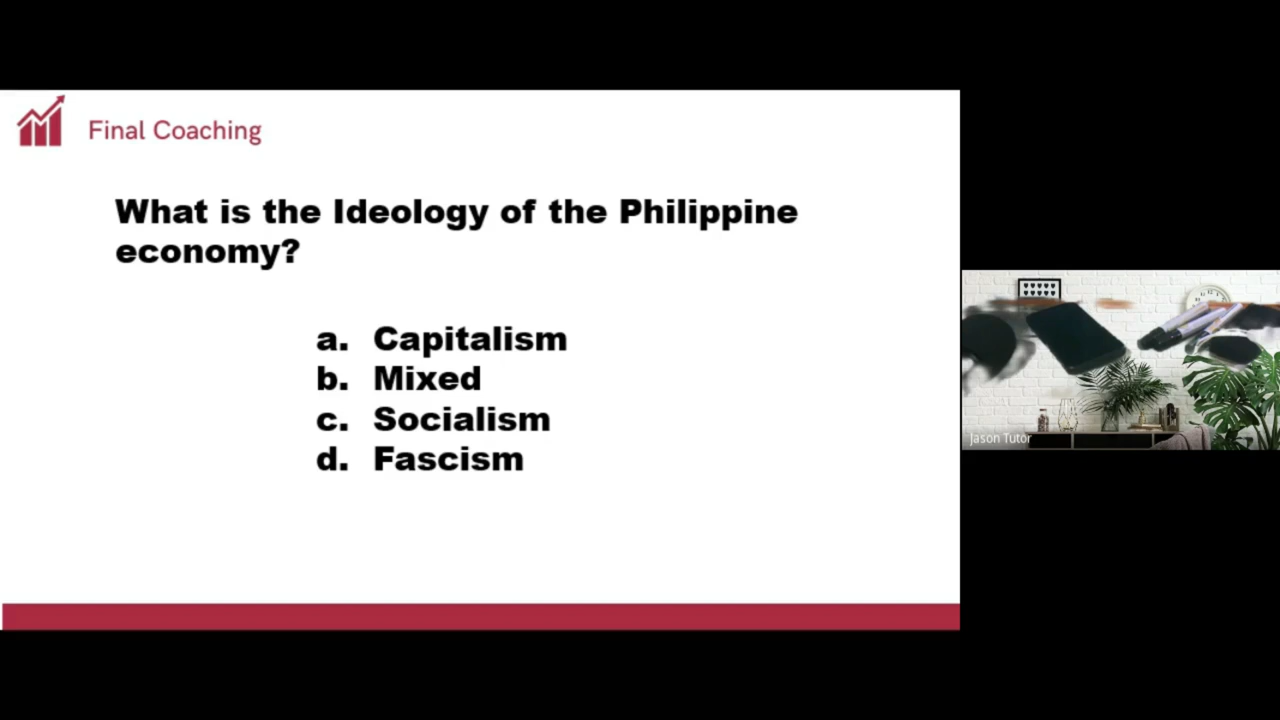 Final Coaching
What is the Ideology of the Philippine
economy?
a. Capitalism
b. Mixed
c. Socialism
d. Fascism
Jason Tutor